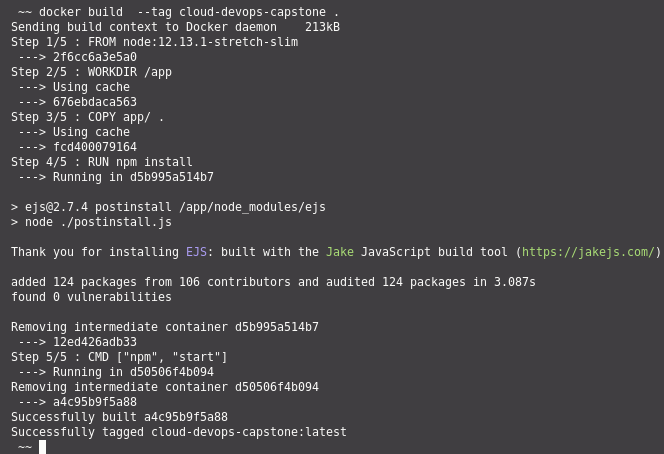 ~~ docker build  --tag cloud-devops-capstone .
Sending build context to Docker daemon    213kB
Step 1/5 : FROM node:12.13.1-stretch-slim
 ---> 2f6cc6a3e5a0
Step 2/5 : WORKDIR /app
 ---> Using cache
 ---> 676ebdaca563
Step 3/5 : COPY app/ .
 ---> Using cache
 ---> fcd400079164
Step 4/5 : RUN npm install
 ---> Running in d5b995a514b7
> ejs@2.7.4 postinstall /app/node_modules/ejs
> node ./postinstall.js
Thank you for installing EJS: built with the Jake JavaScript build tool (https://jakejs.com/)
added 124 packages from 106 contributors and audited 124 packages in 3.087s
found 0 vulnerabilities
Removing intermediate container d5b995a514b7
 ---> 12ed426adb33
Step 5/5 : CMD ["npm", "start"]
 ---> Running in d50506f4b094
Removing intermediate container d50506f4b094
 ---> a4c95b9f5a88
Successfully built a4c95b9f5a88
Successfully tagged cloud-devops-capstone:latest
~~